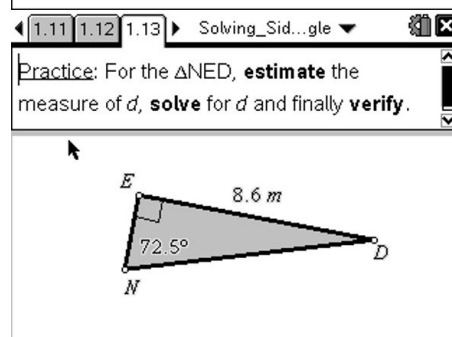 1.11 1.12 1.13 Solving_Sid...gle
Practice: For the ΔNED, estimate the
measure of d, solve for d and finally verify.
E
8.6 m
72.5º
D
N